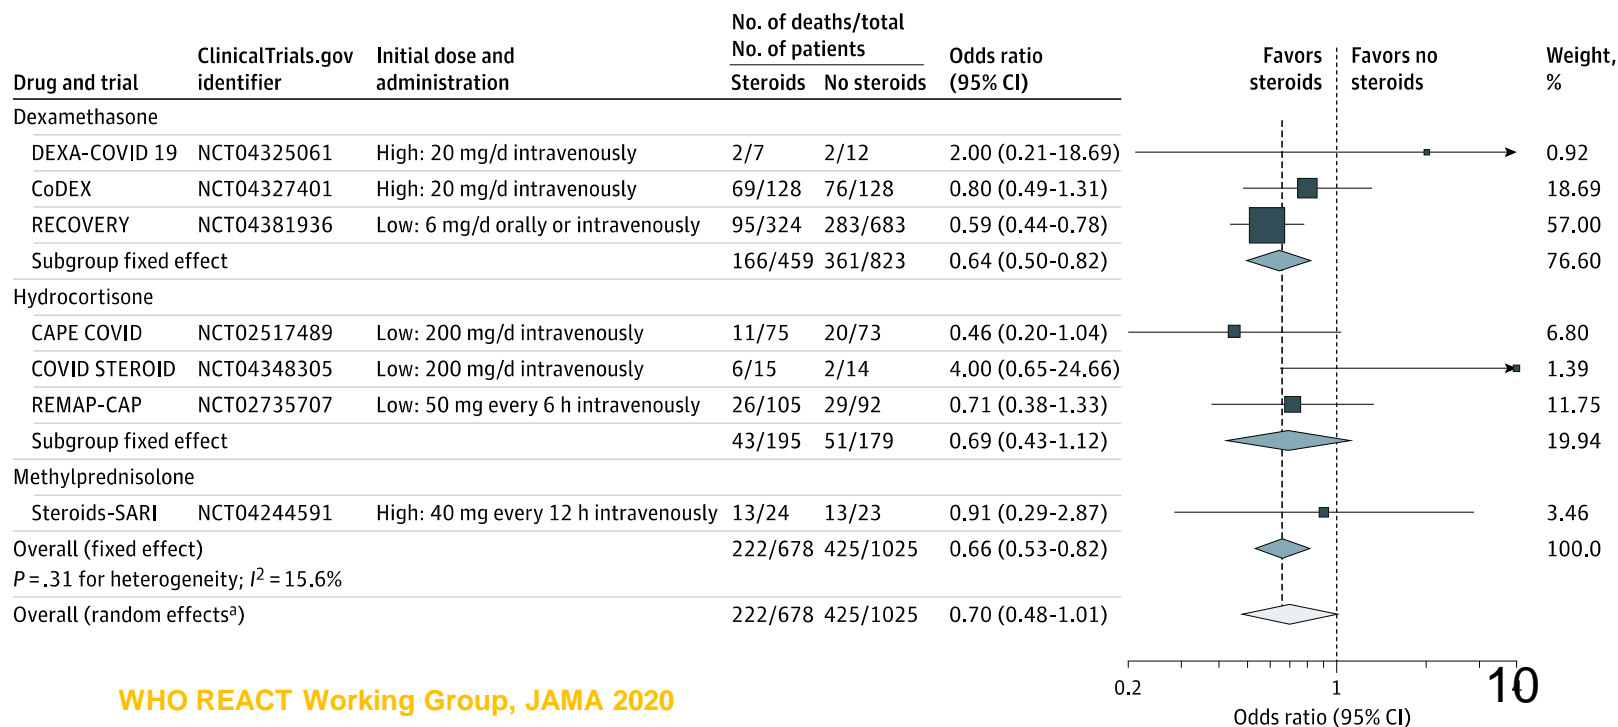 No. of deaths/total
ClinicalTrials.gov Initial dose and No. of patients Odds ratio Favors Favors no Weight,
Drug and trial identifier administration Steroids No steroids (95% CI) steroids steroids %
Dexamethasone
DEXA-COVID 19 NCT04325061 High: 20 mg/d intravenously 2/7 2/12 2.00 (0.21-18.69) 0.92
CoDEX NCT04327401 High: 20 mg/d intravenously 69/128 76/128 0.80 (0.49-1.31) 18.69
RECOVERY NCT04381936 Low: 6 mg/d orally or intravenously 95/324 283/683 0.59 (0.44-0.78) 57.00
Subgroup fixed effect 166/459 361/823 0.64 (0.50-0.82) 76.60
Hydrocortisone
CAPE COVID NCT02517489 Low: 200 mg/d intravenously 11/75 20/73 0.46 (0.20-1.04) 6.80
COVID STEROID NCT04348305 Low: 200 mg/d intravenously 6/15 2/14 4.00 (0.65-24.66) 1.39
REMAP-CAP NCT02735707 Low: 50 mg every 6 h intravenously 26/105 29/92 0.71 (0.38-1.33) 11.75
Subgroup fixed effect 43/195 51/179 0.69 (0.43-1.12) 19.94
Methylprednisolone
Steroids-SARI NCT04244591 High: 40 mg every 12 h intravenously 13/24 13/23 0.91 (0.29-2.87) 3.46
Overall (fixed effect) 222/678 425/1025 0.66 (0.53-0.82) 100.0
P = .31 for heterogeneity; I² = 15.6%
Overall (random effectsᵃ) 222/678 425/1025 0.70 (0.48-1.01)
0.2 1 4
10
WHO REACT Working Group, JAMA 2020
Odds ratio (95% CI)